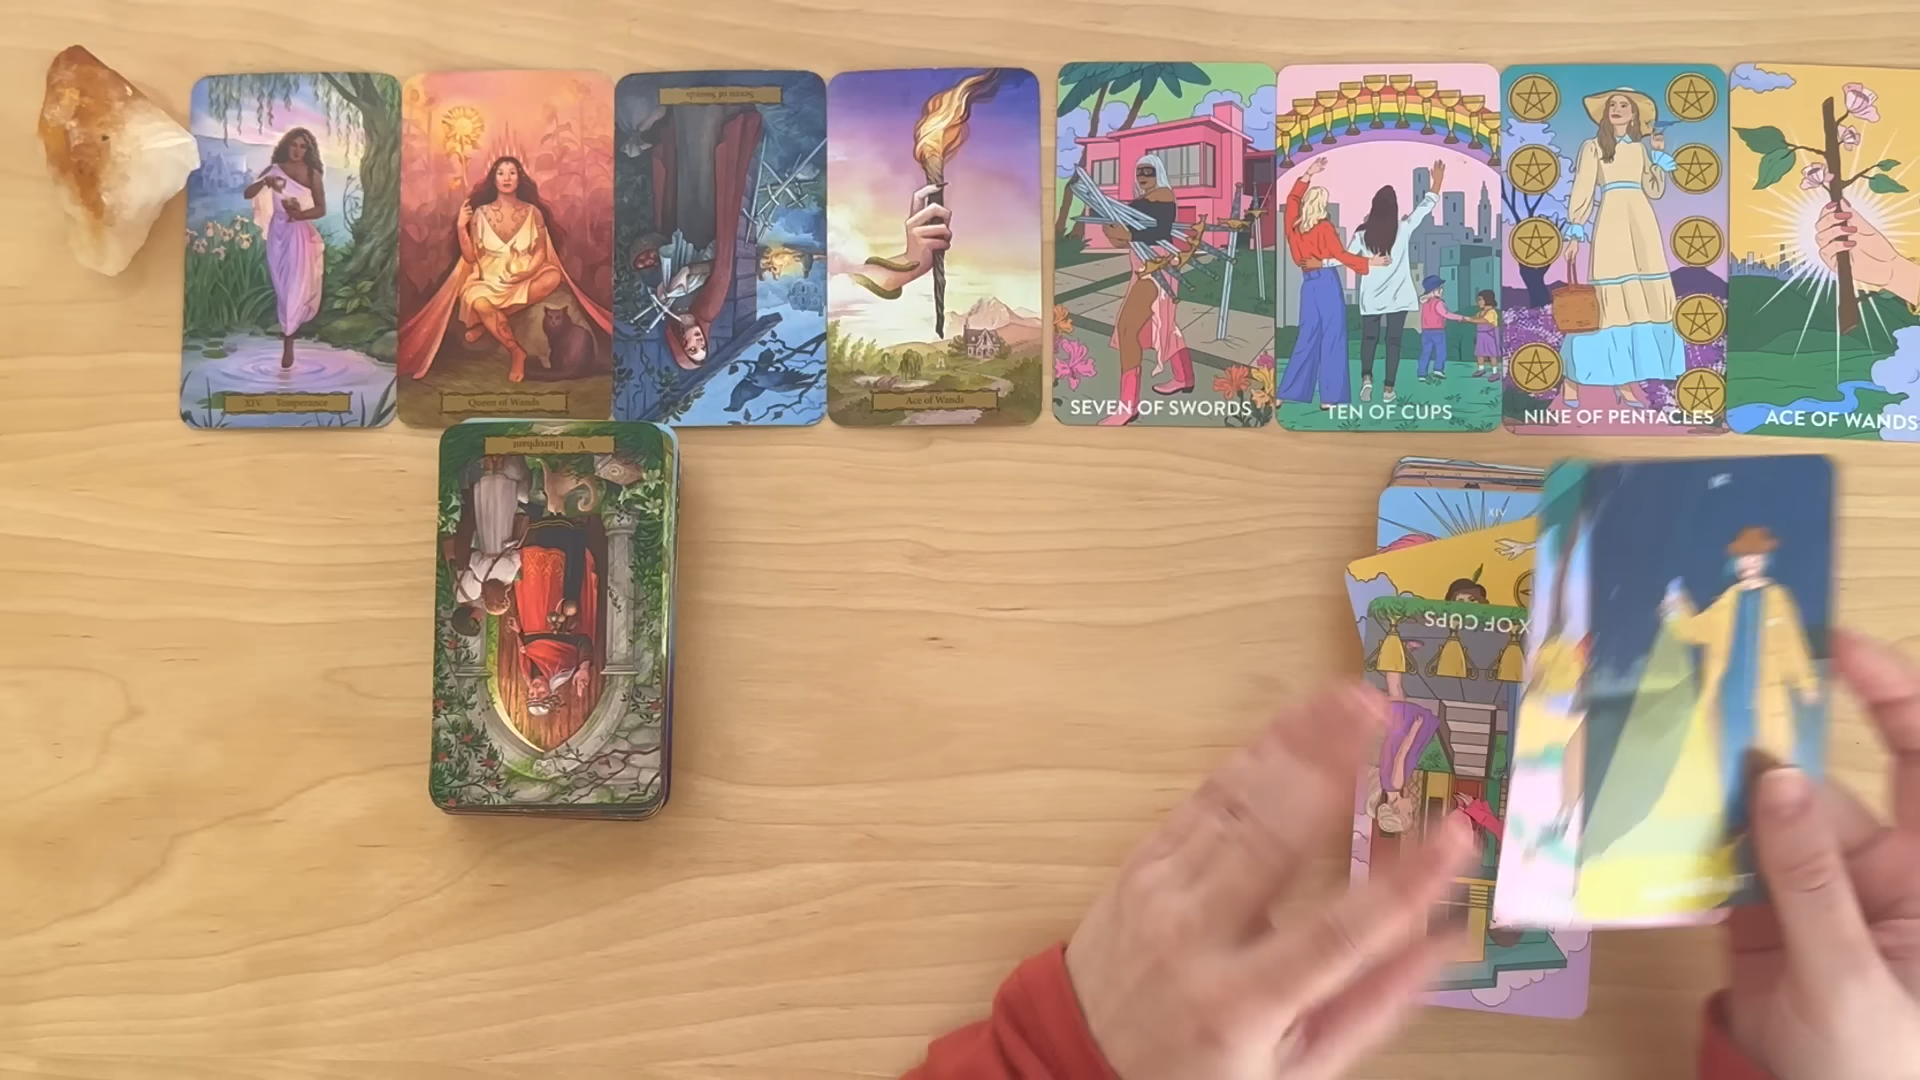 XIV Temperance
Queen of Wands
Seven of Swords
Ace of Wands
SEVEN OF SWORDS
TEN OF CUPS
NINE OF PENTACLES
ACE OF WANDS
V Hierophant
XIV
X OF CUPS